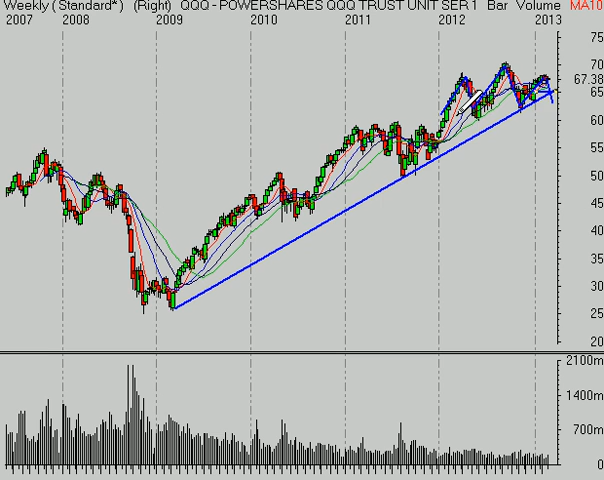 Weekly (Standard*) (Right) QQQ - POWERSHARES QQQ TRUST UNIT SER 1 Bar Volume MA10
2007 2008 2009 2010 2011 2012 2013
75
70
67.38
65
60
55
50
45
40
35
30
25
20
2100m
1400m
700m
0